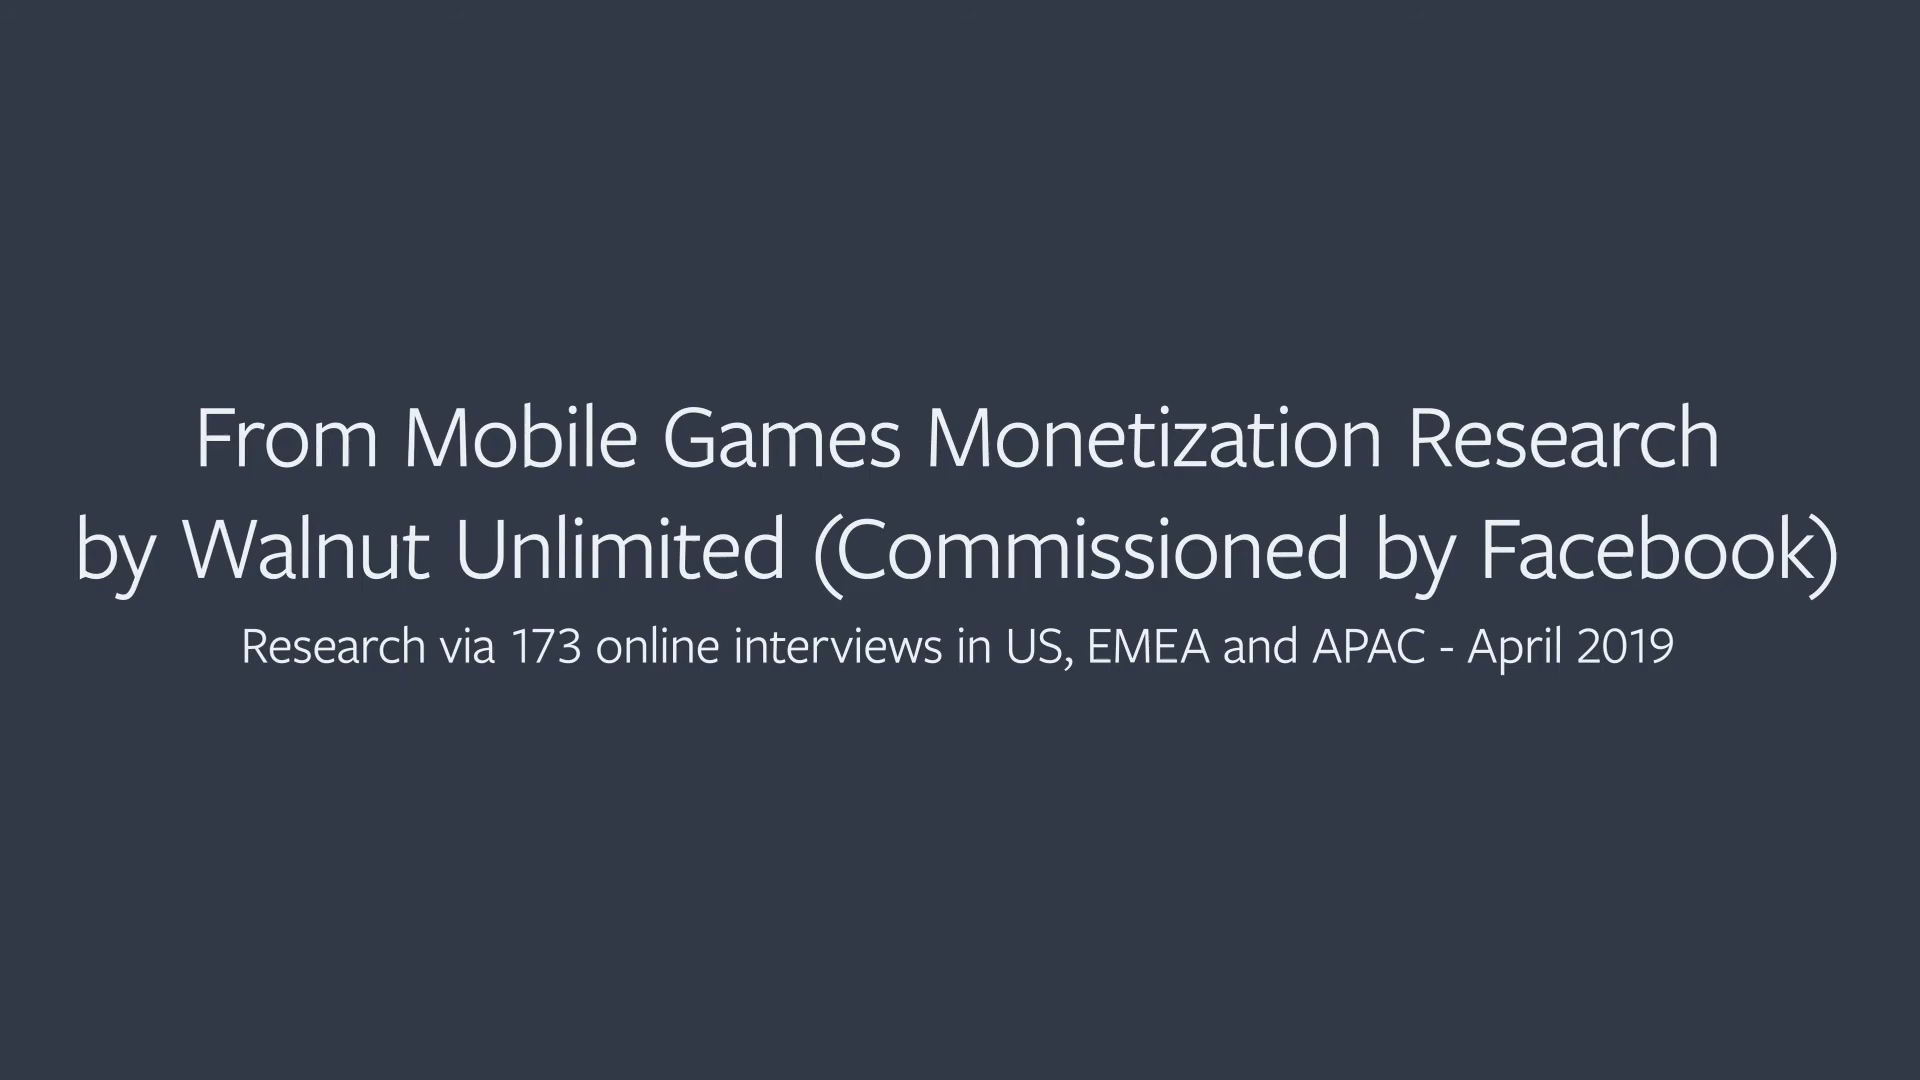 From Mobile Games Monetization Research
by Walnut Unlimited (Commissioned by Facebook)
Research via 173 online interviews in US, EMEA and APAC - April 2019